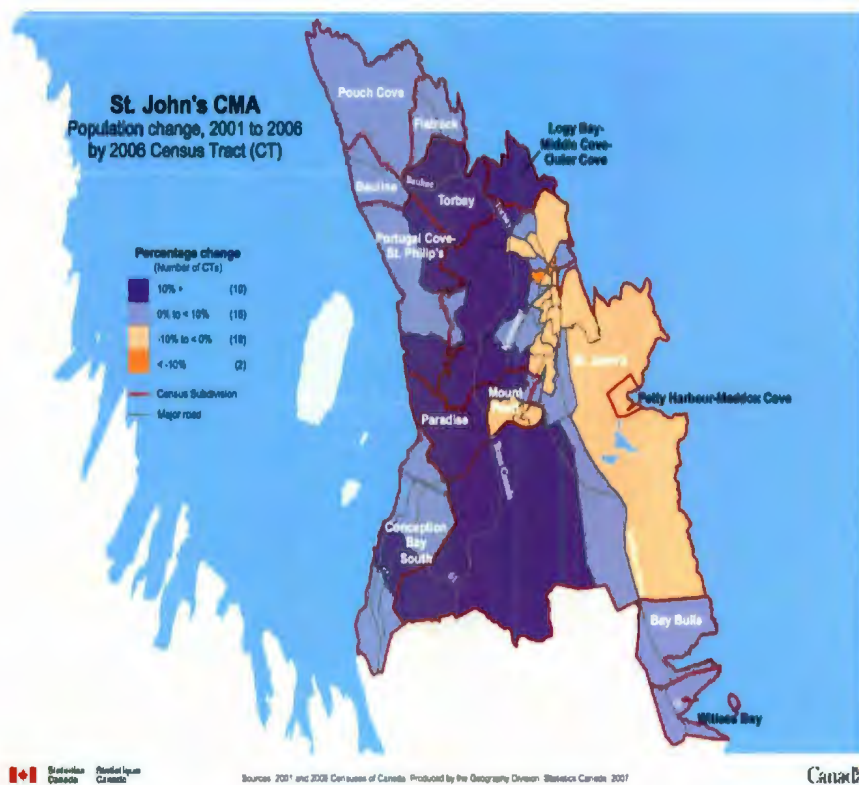 St. John's CMA
Population change, 2001 to 2006
by 2006 Census Tract (CT)
Pouch Cove
Flatrock
Logy Bay-
Middle Cove-
Outer Cove
Bauline
Bauline
Torbay
Portugal Cove-
St. Philip's
Percentage change
(Number of CTs)
10% +
0% to < 10%
-10% to < 0%
< -10% (2)
Census Subdivision
Major road
St. John's
Mount
Pearl
Petty Harbour-Maddox Cove
Paradise
Trans Canada
Conception
Bay
South
Bay Bulls
Witless Bay
Statistics Statistique
Canada Canada
Sources: 2001 and 2006 Censuses of Canada. Produced by the Geography Division, Statistics Canada, 2007
Canada